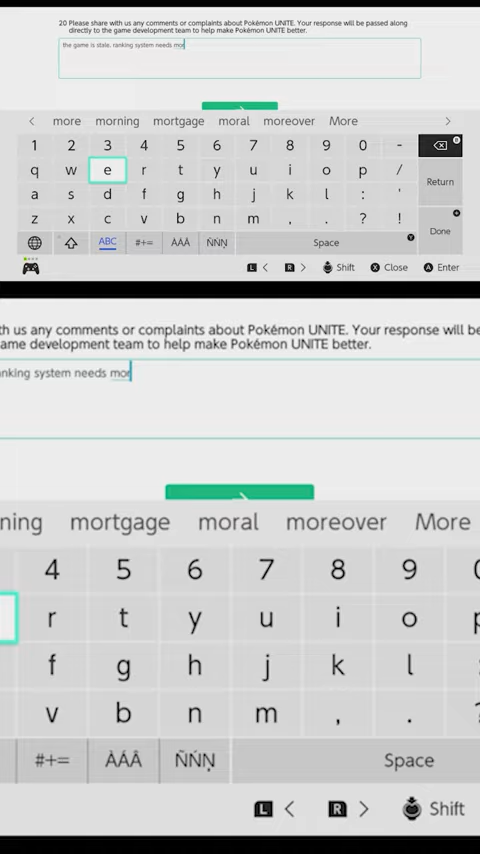 20 Please share with us any comments or complaints about Pokémon UNITE. Your response will be passed along
directly to the game development team to help make Pokémon UNITE better.
the game is stale. ranking system needs mor
< more morning mortgage moral moreover More >
1 2 3 4 5 6 7 8 9 0 -
q w e r t y u i o p / Return
a s d f g h j k l : '
z x c v b n m , . ? ! Done
ABC #+= ÀÁÂ ÑŃŅ Space
L < R > Shift X Close A Enter
th us any comments or complaints about Pokémon UNITE. Your response will be
ame development team to help make Pokémon UNITE better.
anking system needs mor
ning mortgage moral moreover More
4 5 6 7 8 9 0
r t y u i o p
f g h j k l :
v b n m , . ?
#+= ÀÁÂ ÑŃŅ Space
L < R > Shift